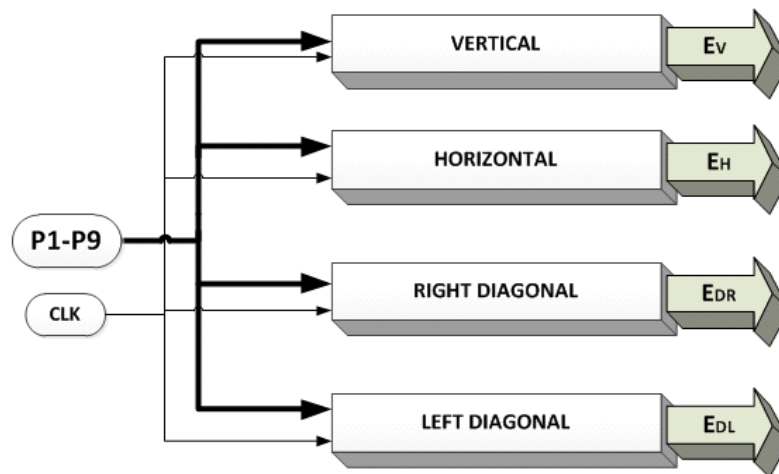 VERTICAL
EV
HORIZONTAL
EH
P1-P9
RIGHT DIAGONAL
EDR
CLK
LEFT DIAGONAL
EDL